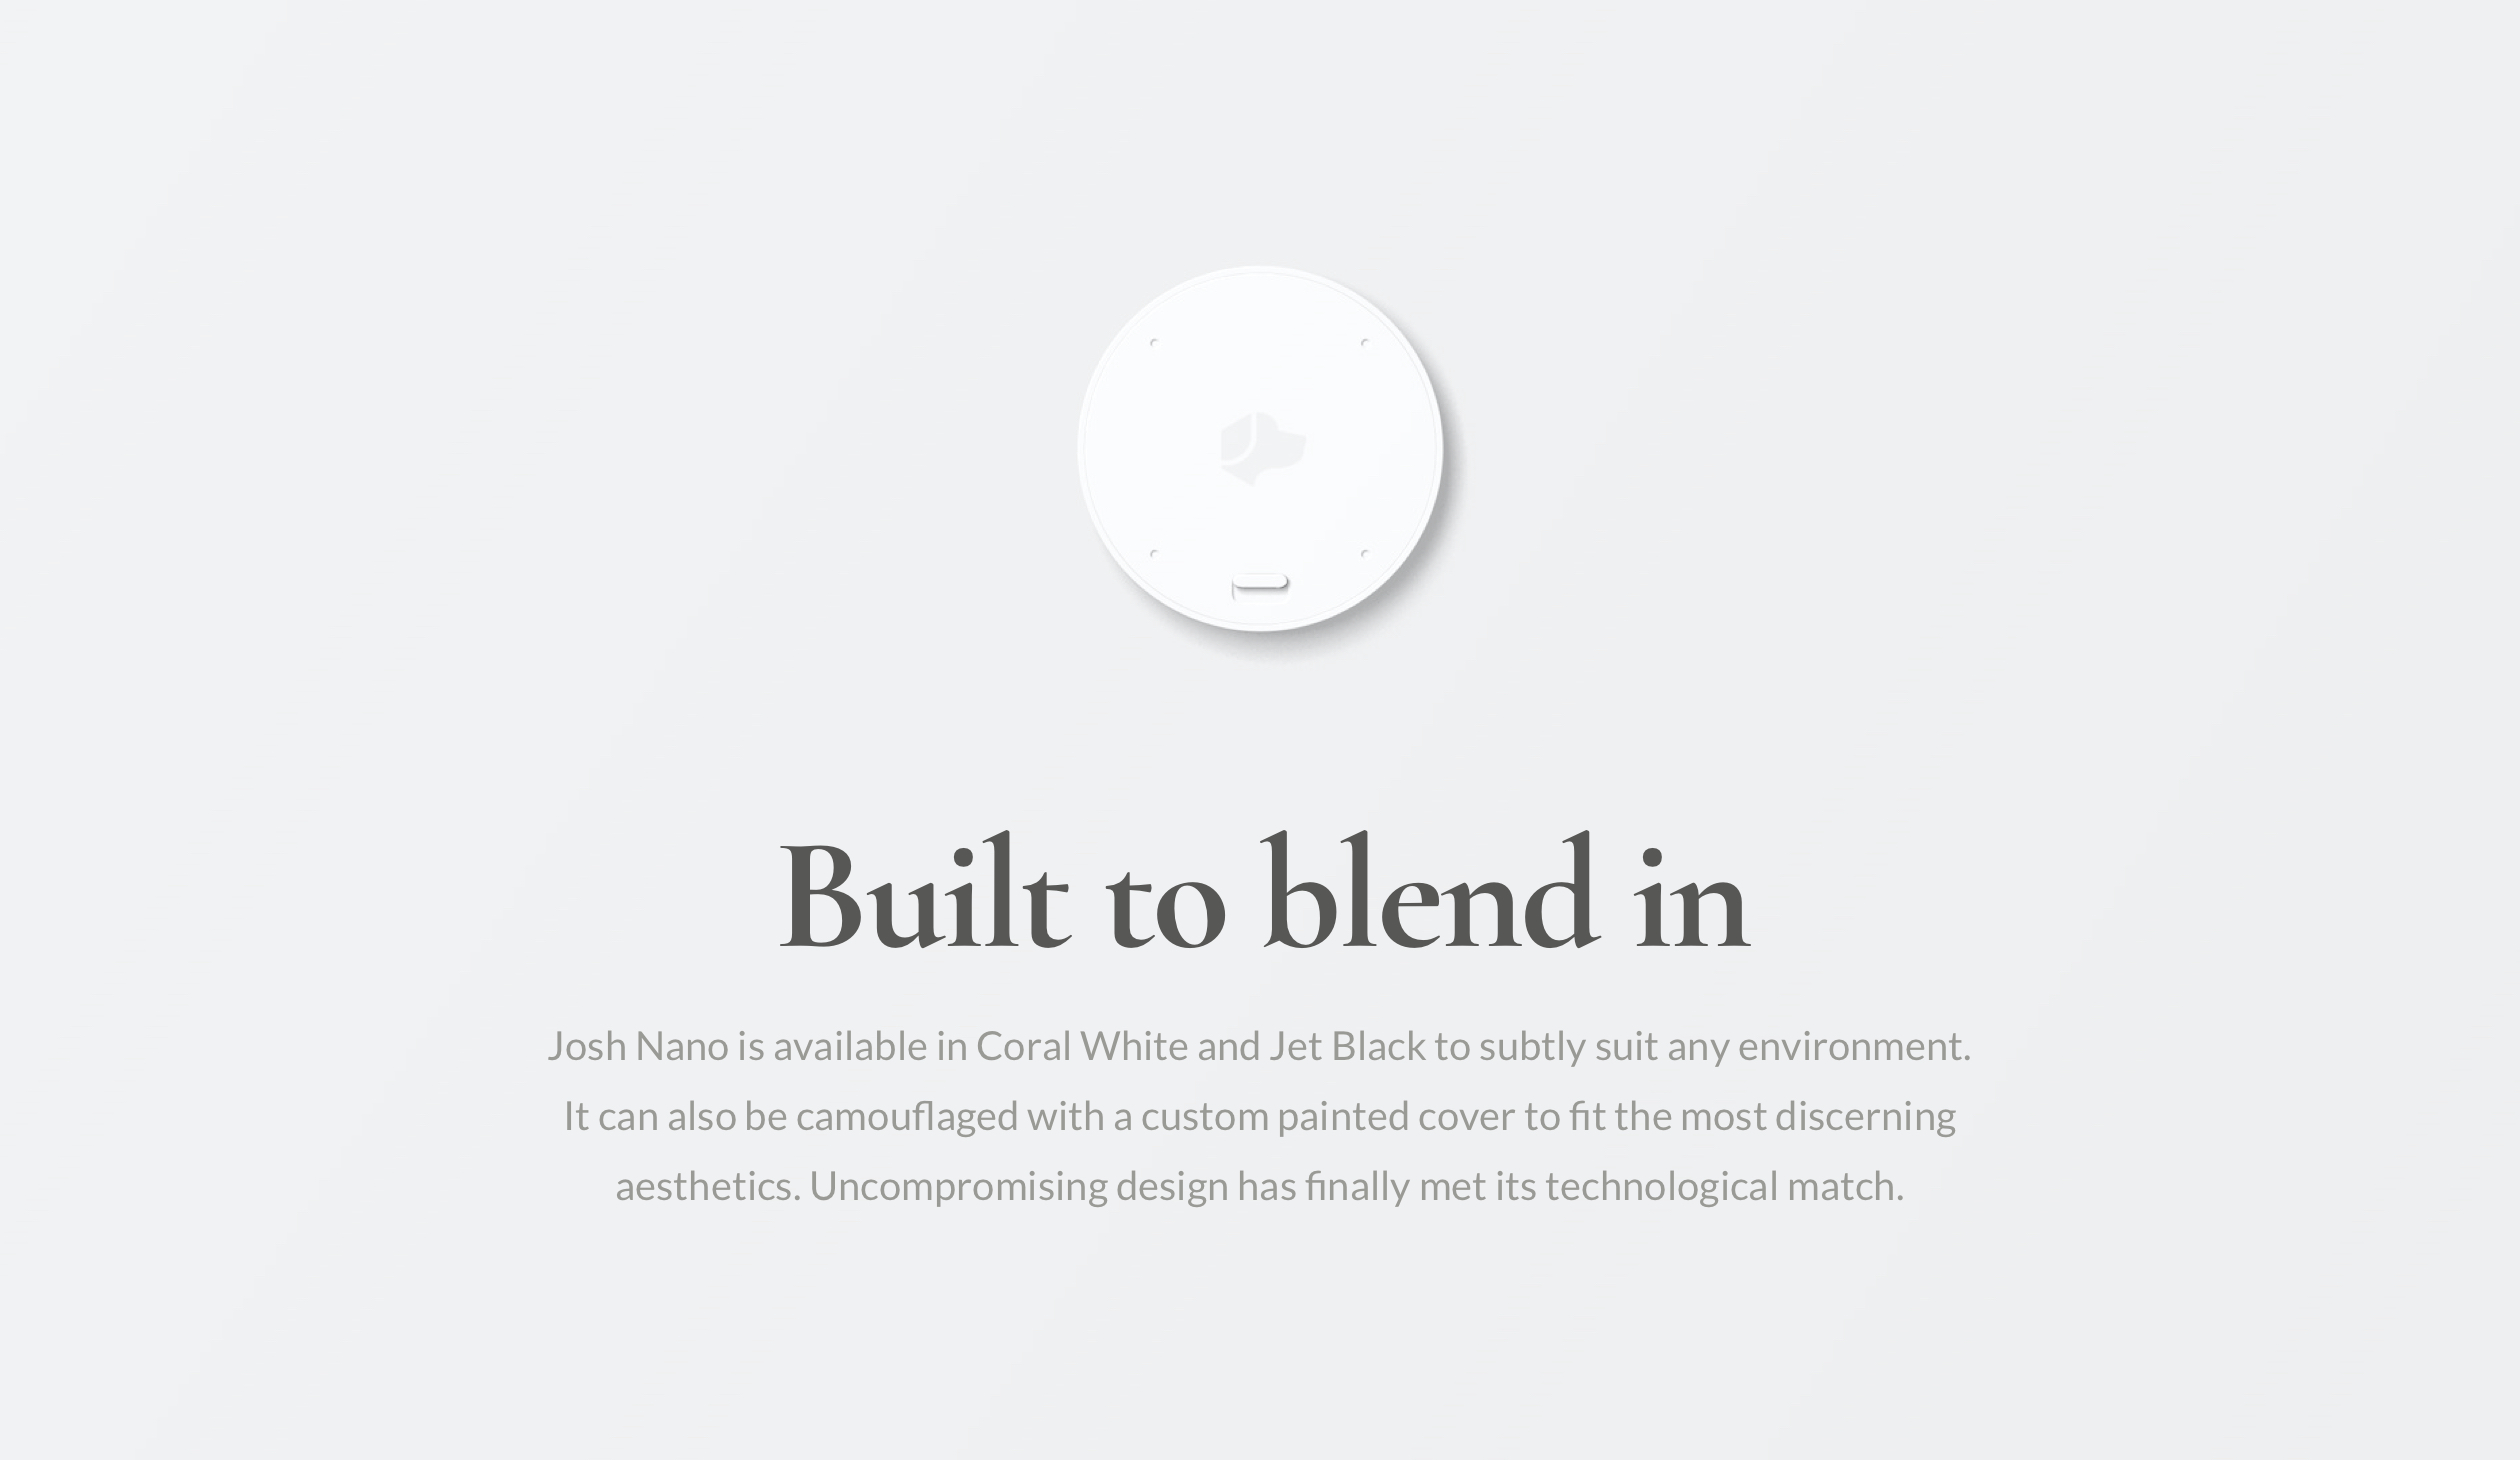 Built to blend in
Josh Nano is available in Coral White and Jet Black to subtly suit any environment.
It can also be camouflaged with a custom painted cover to fit the most discerning
aesthetics. Uncompromising design has finally met its technological match.